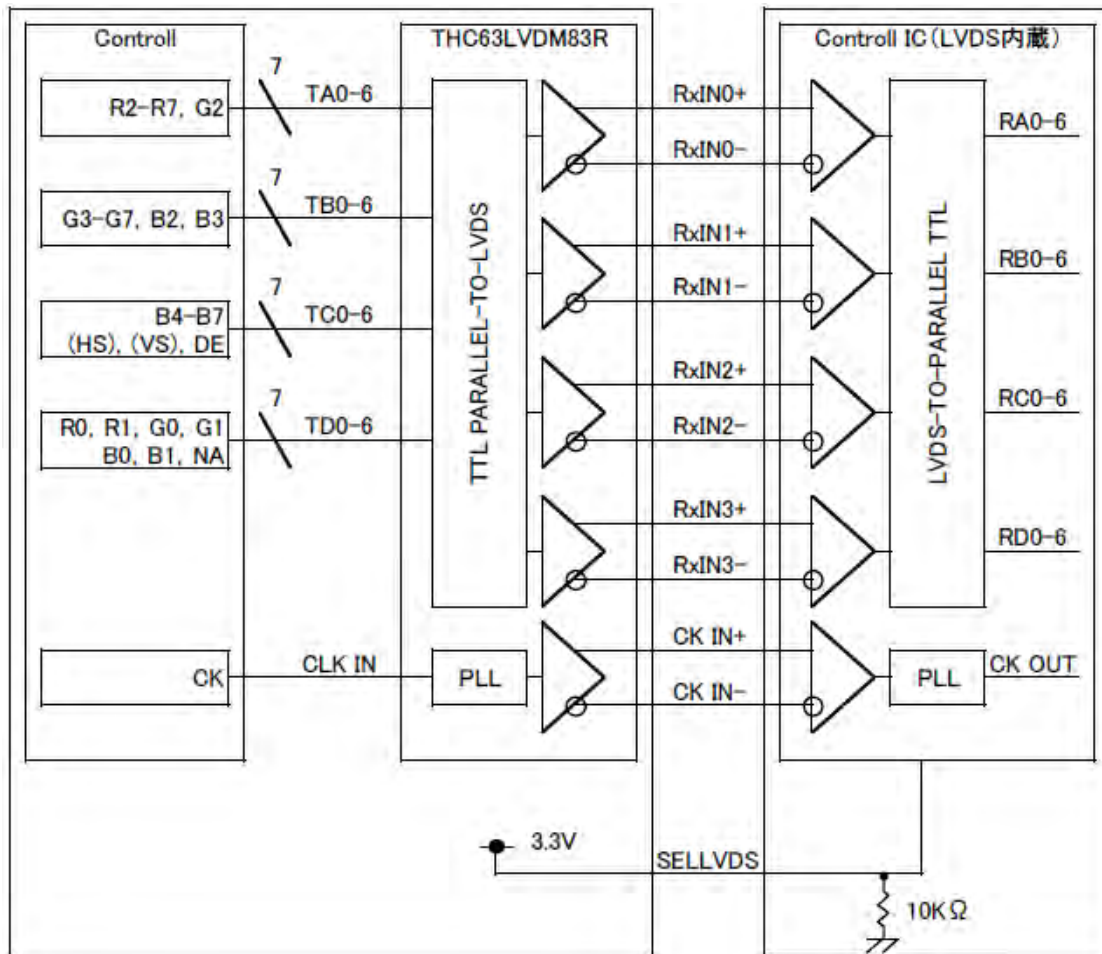 Controll
THC63LVDM83R
Controll IC(LVDS内蔵)
R2-R7, G2
7
TA0-6
G3-G7, B2, B3
7
TB0-6
B4-B7
(HS), (VS), DE
7
TC0-6
R0, R1, G0, G1
B0, B1, NA
7
TD0-6
TTL PARALLEL-TO-LVDS
RxIN0+
RxIN0-
RxIN1+
RxIN1-
RxIN2+
RxIN2-
RxIN3+
RxIN3-
LVDS-TO-PARALLEL TTL
RA0-6
RB0-6
RC0-6
RD0-6
CK
CLK IN
PLL
CK IN+
CK IN-
PLL
CK OUT
3.3V
SELLVDS
10KΩ